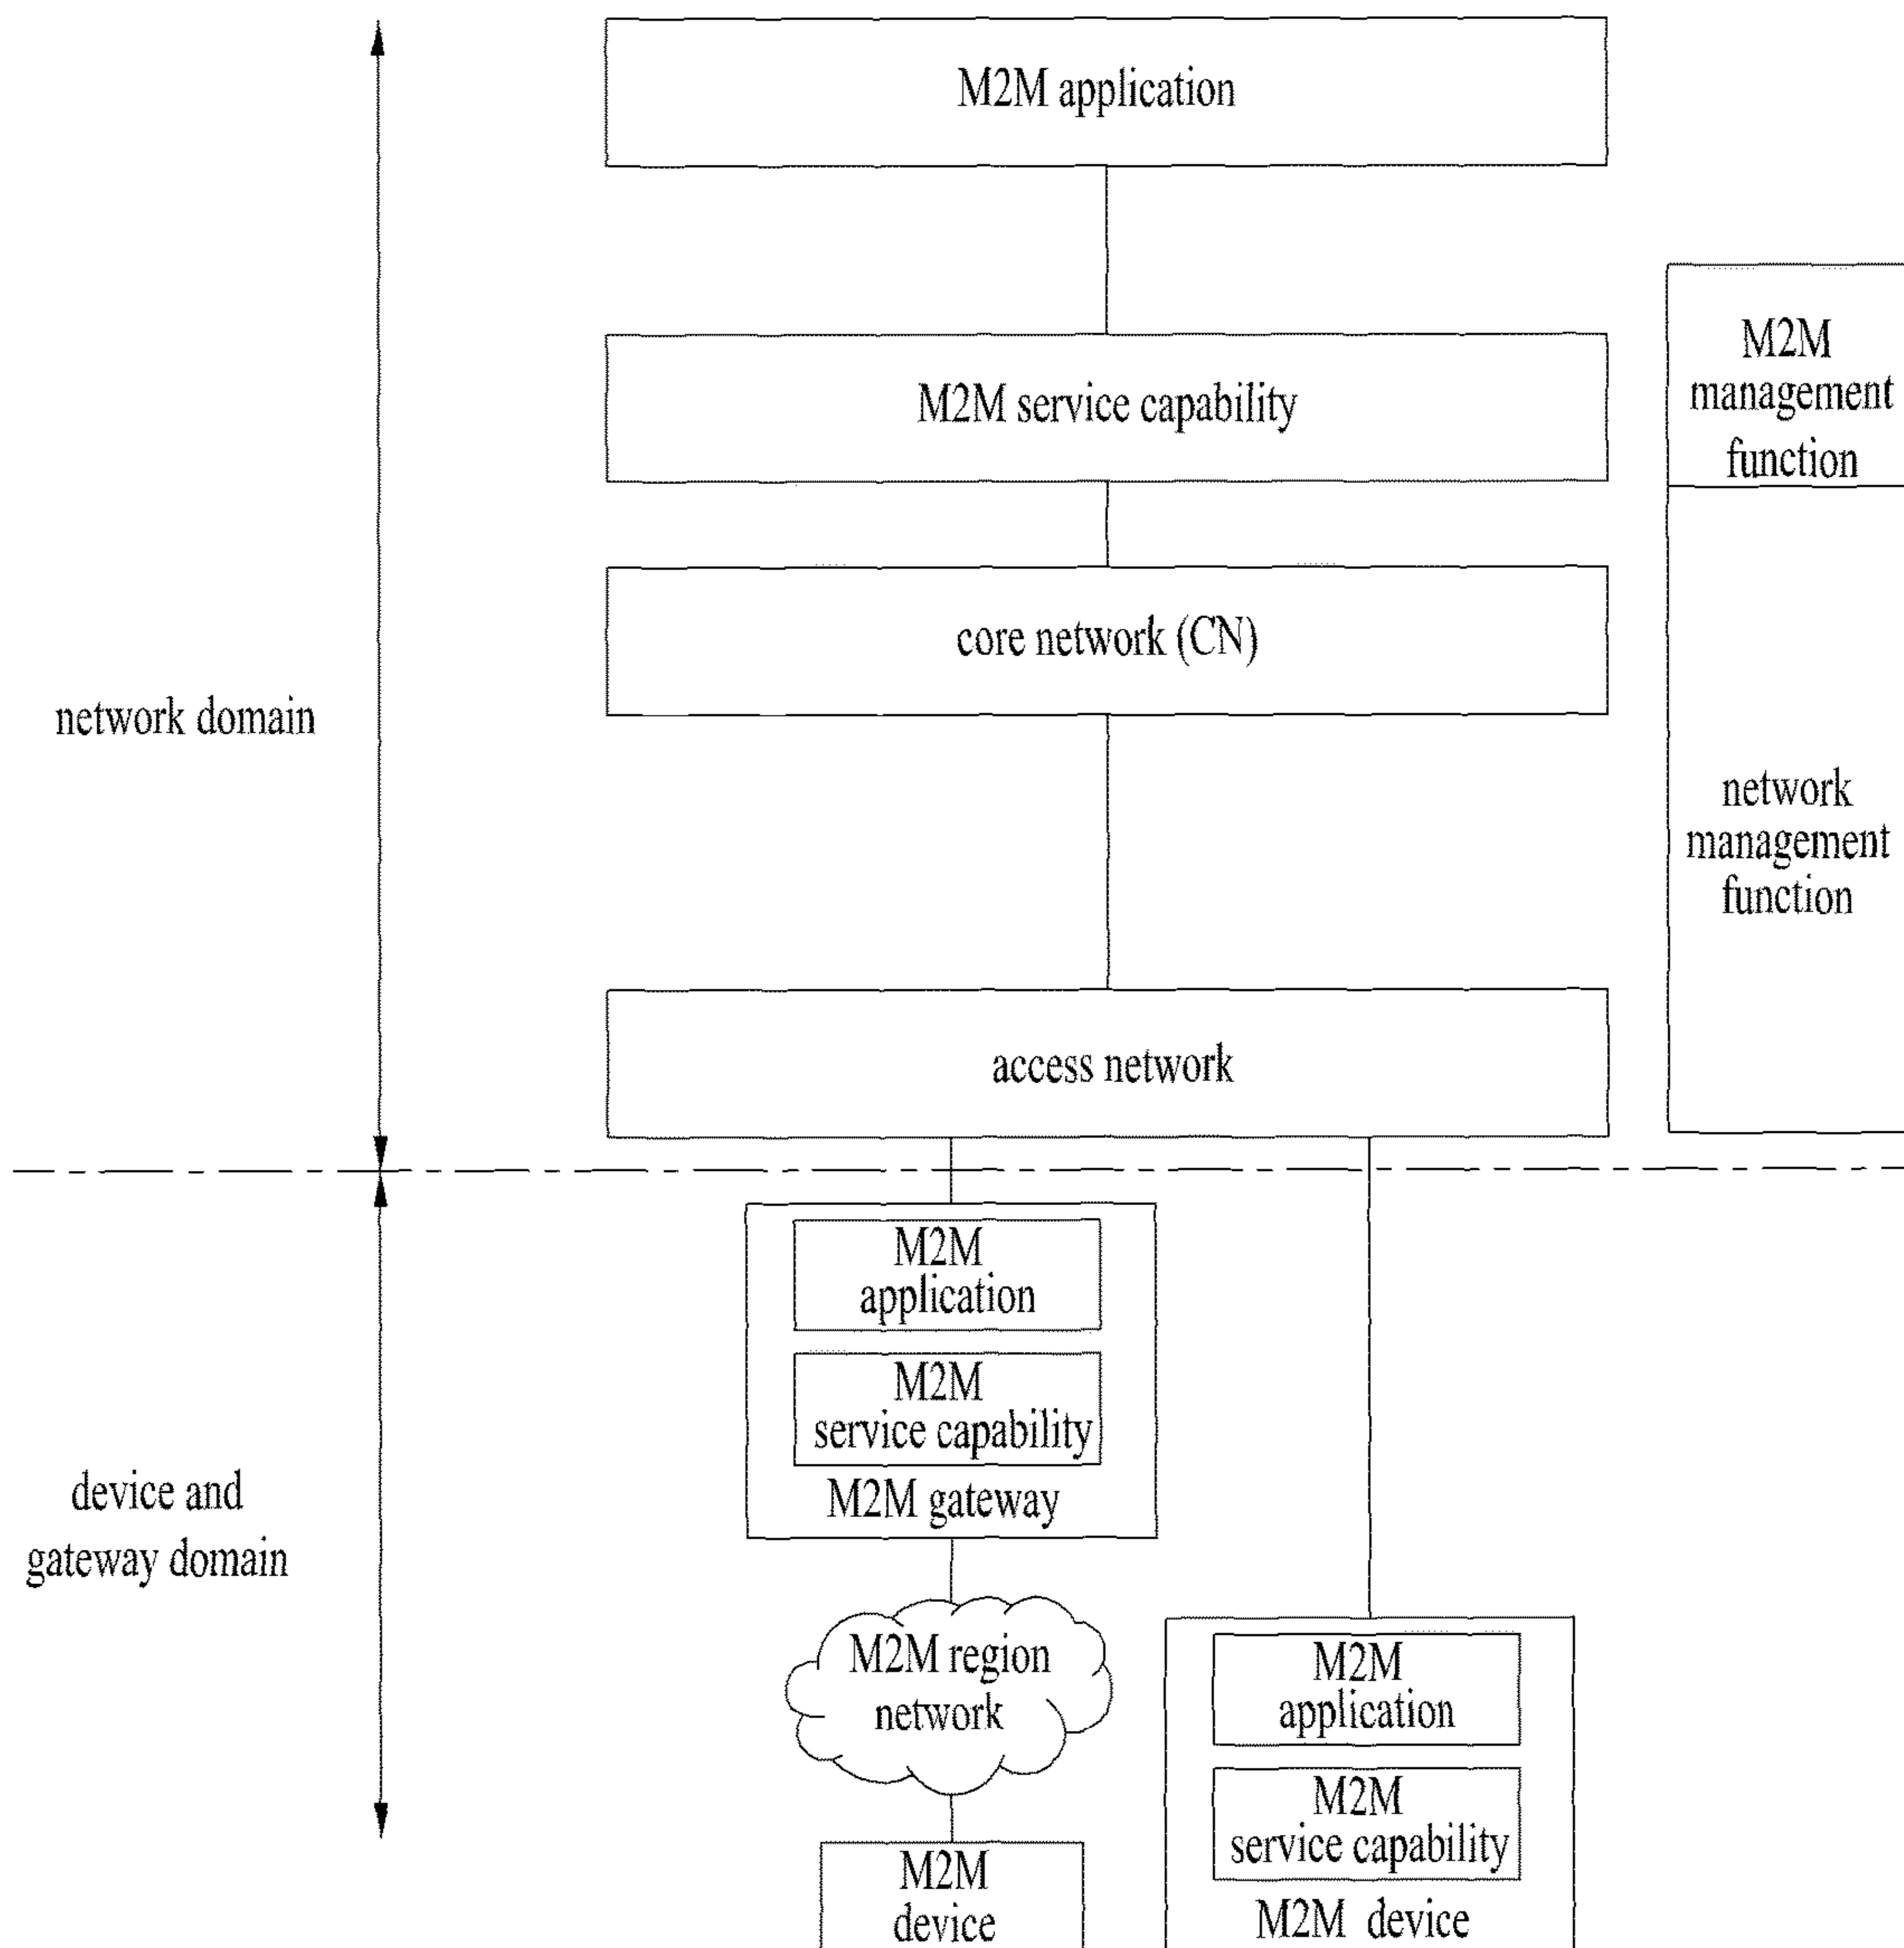 M2M application
M2M service capability
M2M
management
function
core network (CN)
network domain
network
management
function
access network
M2M
application
M2M
service capability
M2M gateway
device and
gateway domain
M2M region
network
M2M
application
M2M
service capability
M2M device
M2M
device